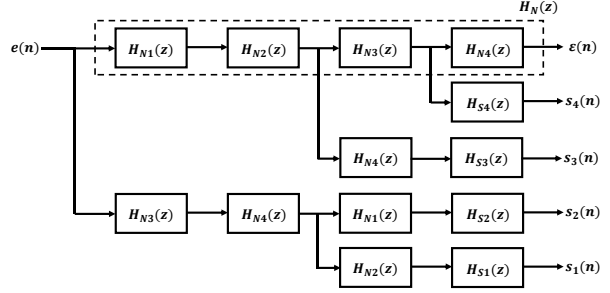 H_N(z)
e(n) H_N1(z) H_N2(z) H_N3(z) H_N4(z) ε(n)
H_S4(z) s_4(n)
H_N4(z) H_S3(z) s_3(n)
H_N3(z) H_N4(z) H_N1(z) H_S2(z) s_2(n)
H_N2(z) H_S1(z) s_1(n)